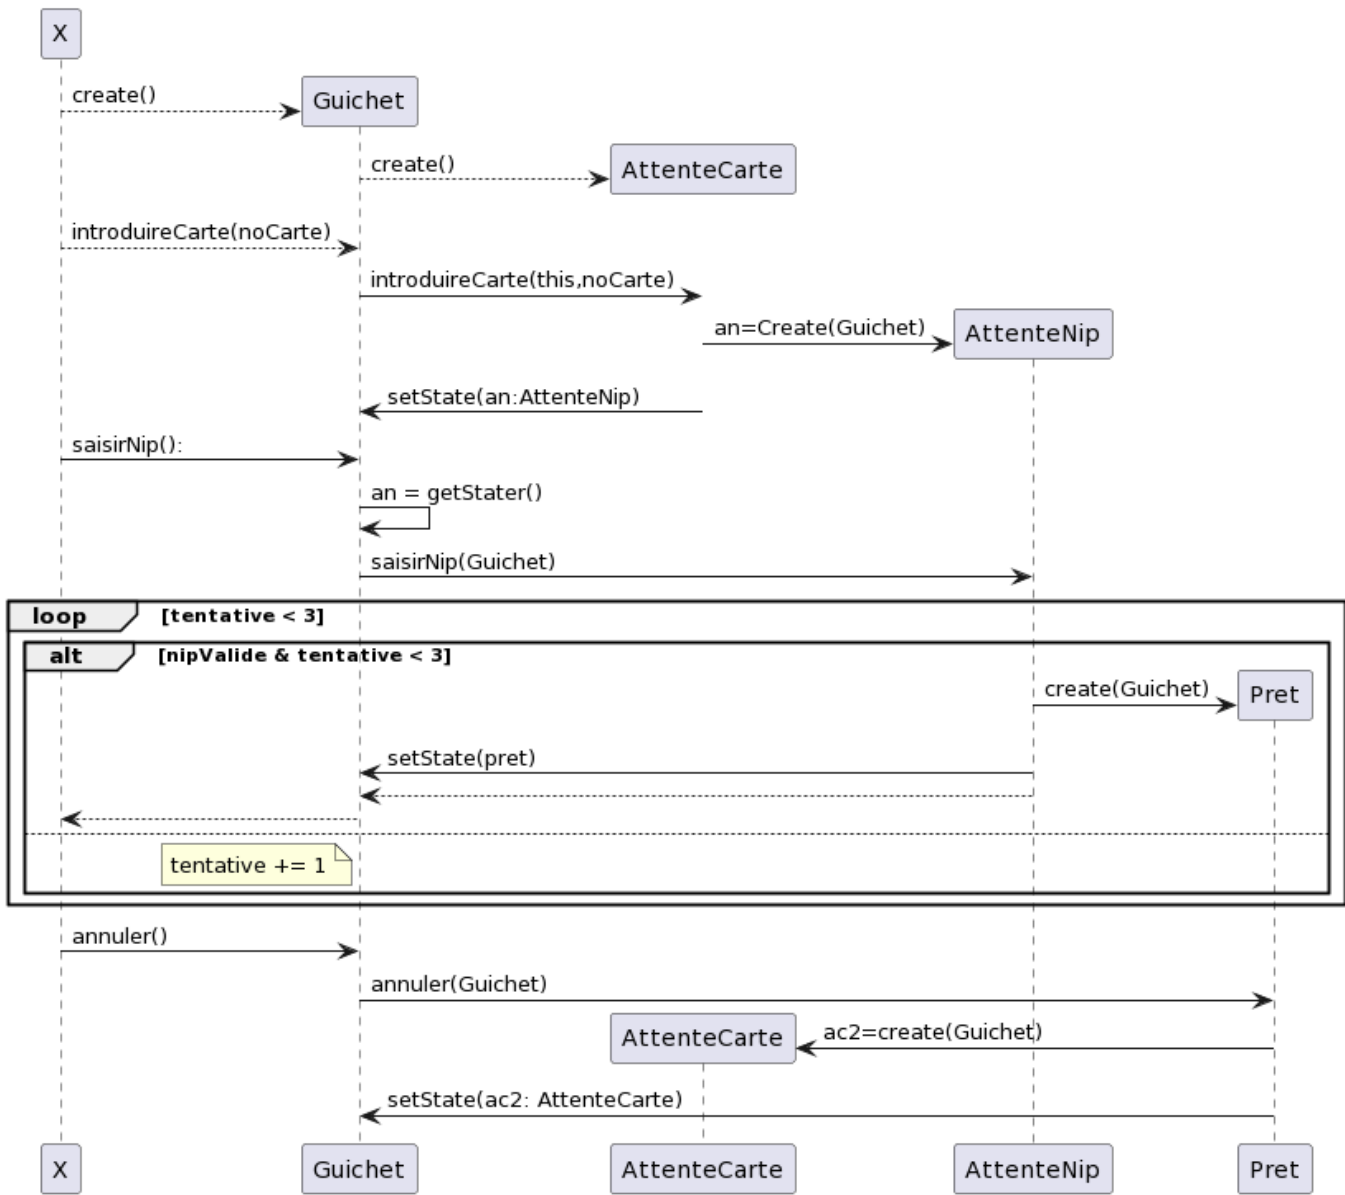 X
create()
Guichet
create()
AttenteCarte
introduireCarte(noCarte)
introduireCarte(this,noCarte)
an=Create(Guichet)
AttenteNip
setState(an:AttenteNip)
saisirNip():
an = getStater()
saisirNip(Guichet)
loop [tentative < 3]
alt [nipValide & tentative < 3]
create(Guichet)
Pret
setState(pret)
tentative += 1
annuler()
annuler(Guichet)
AttenteCarte
ac2=create(Guichet)
setState(ac2: AttenteCarte)
X Guichet AttenteCarte AttenteNip Pret